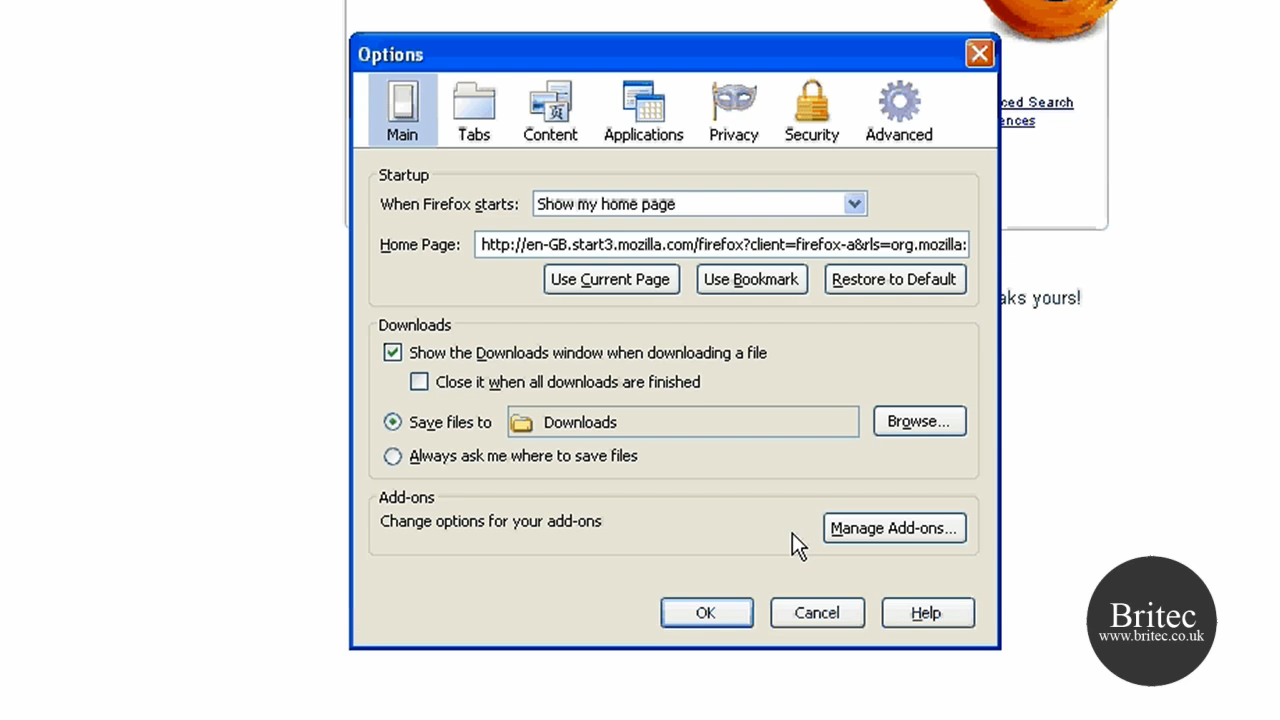 Options
Main
Tabs
Content
Applications
Privacy
Security
Advanced
ced Search
ences
Startup
When Firefox starts:
Show my home page
Home Page:
http://en-GB.start3.mozilla.com/firefox?client=firefox-a&rls=org.mozilla:
Use Current Page
Use Bookmark
Restore to Default
aks yours!
Downloads
Show the Downloads window when downloading a file
Close it when all downloads are finished
Save files to
Downloads
Browse...
Always ask me where to save files
Add-ons
Change options for your add-ons
Manage Add-ons...
OK
Cancel
Help
Britec
www.britec.co.uk